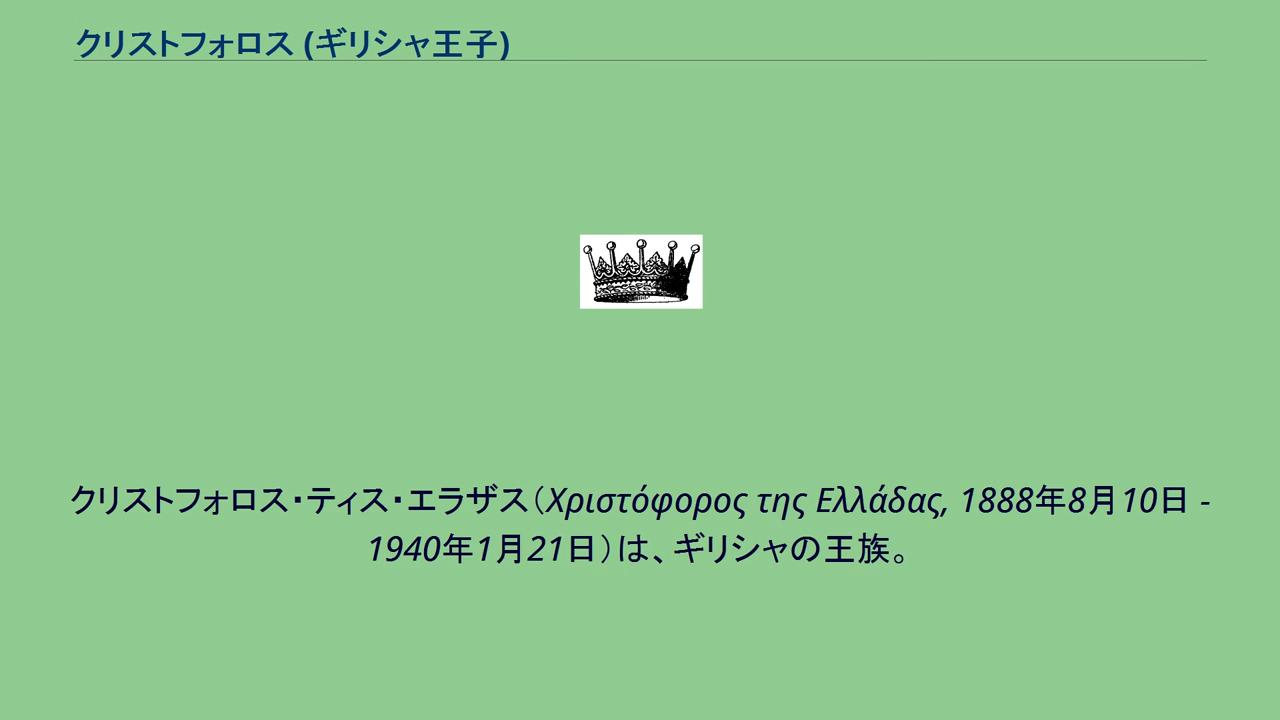 クリストフォロス (ギリシャ王子)
クリストフォロス・ティス・エラザス（Χριστόφορος της Ελλάδας, 1888年8月10日 -
1940年1月21日）は、ギリシャの王族。